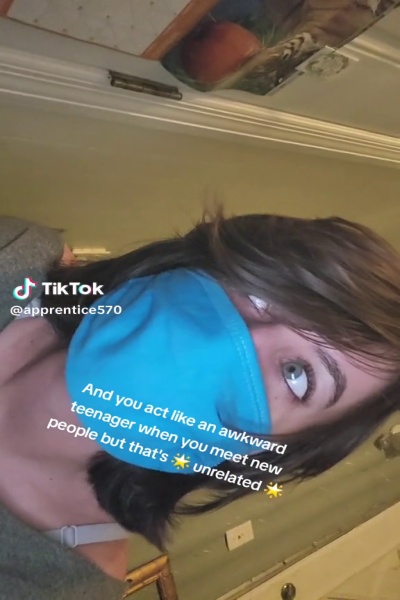 TikTok
@apprentice570
And you act like an awkward
teenager when you meet new
people but that's 🌟 unrelated 🌟